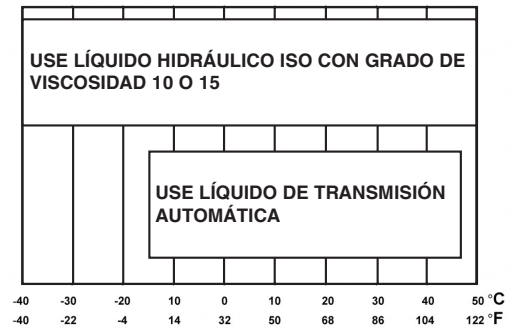 USE LÍQUIDO HIDRÁULICO ISO CON GRADO DE
VISCOSIDAD 10 O 15
USE LÍQUIDO DE TRANSMISIÓN
AUTOMÁTICA
-40 -30 -20 10 0 10 20 30 40 50 °C
-40 -22 -4 14 32 50 68 86 104 122 °F